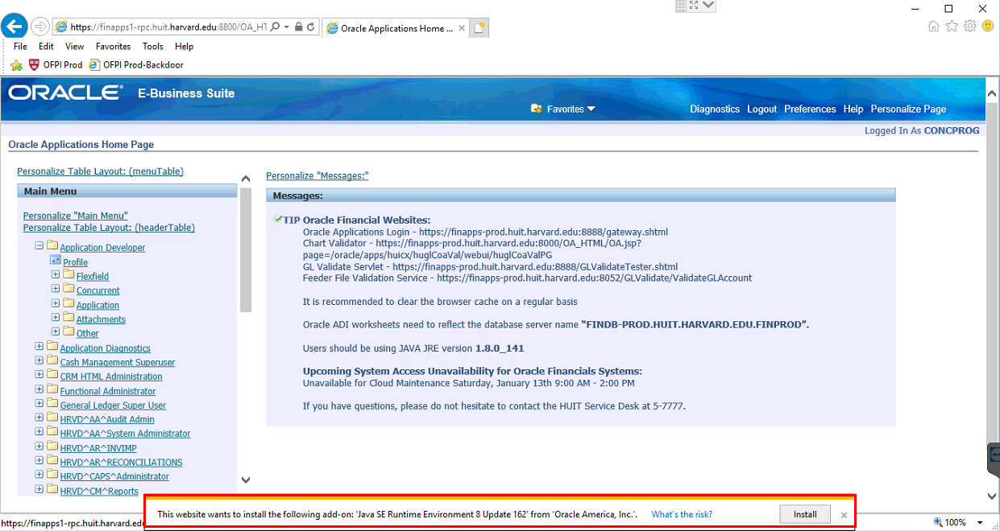 https://finapps1-rpc.huit.harvard.edu:8800/OA_HT
Oracle Applications Home ...
File Edit View Favorites Tools Help
OFPI Prod OFPI Prod-Backdoor
ORACLE® E-Business Suite
Favorites
Diagnostics Logout Preferences Help Personalize Page
Logged In As CONCPROG
Oracle Applications Home Page
Personalize Table Layout: (menuTable)
Main Menu
Personalize "Main Menu"
Personalize Table Layout: (headerTable)
Application Developer
Profile
Flexfield
Concurrent
Application
Attachments
Other
Application Diagnostics
Cash Management Superuser
CRM HTML Administration
Functional Administrator
General Ledger Super User
HRVD^AA^Audit Admin
HRVD^AA^System Administrator
HRVD^AR^INVIMP
HRVD^AR^RECONCILIATIONS
HRVD^CAPS^Administrator
HRVD^CM^Reports
Personalize "Messages:"
Messages:
TIP Oracle Financial Websites:
Oracle Applications Login - https://finapps-prod.huit.harvard.edu:8888/gateway.shtml
Chart Validator - https://finapps-prod.huit.harvard.edu:8000/OA_HTML/OA.jsp?
page=/oracle/apps/huicx/huglCoaVal/webui/huglCoaValPG
GL Validate Servlet - https://finapps-prod.huit.harvard.edu:8888/GLValidateTester.shtml
Feeder File Validation Service - https://finapps-prod.huit.harvard.edu:8052/GLValidate/ValidateGLAccount
It is recommended to clear the browser cache on a regular basis
Oracle ADI worksheets need to reflect the database server name “FINDB-PROD.HUIT.HARVARD.EDU.FINPROD”.
Users should be using JAVA JRE version 1.8.0_141
Upcoming System Access Unavailability for Oracle Financials Systems:
Unavailable for Cloud Maintenance Saturday, January 13th 9:00 AM - 2:00 PM
If you have questions, please do not hesitate to contact the HUIT Service Desk at 5-7777.
This website wants to install the following add-on: 'Java SE Runtime Environment 8 Update 162' from 'Oracle America, Inc.'. What's the risk? Install
https://finapps1-rpc.huit.harvard.edu
100%